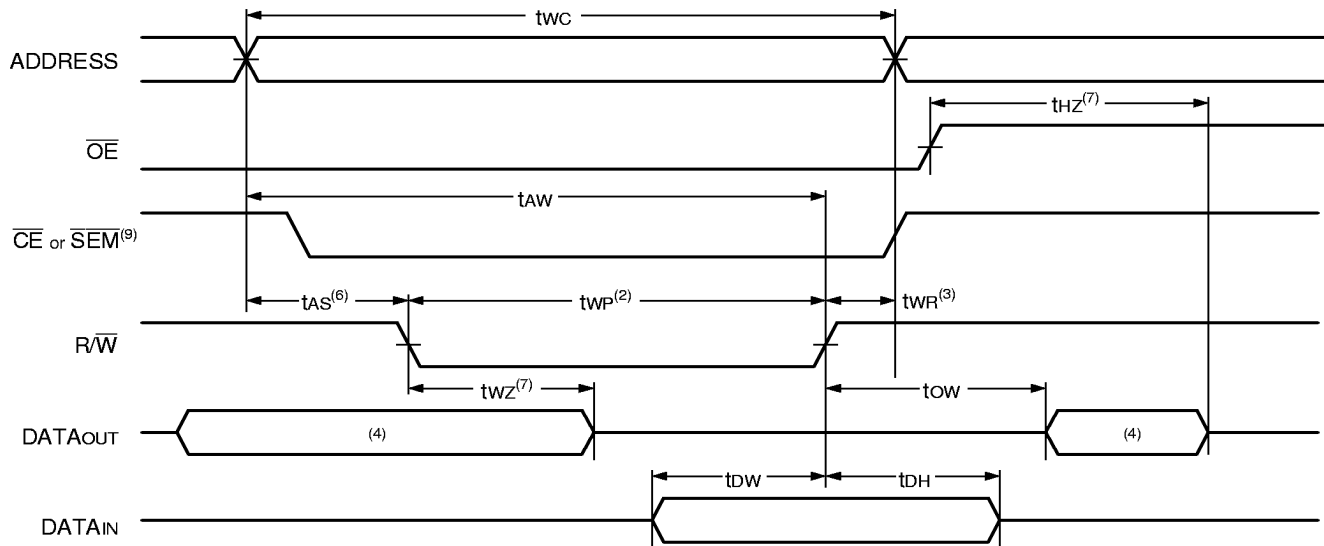 tWC
ADDRESS
tHZ(7)
OE
tAW
CE or SEM(9)
tAS(6) tWP(2) tWR(3)
R/W
tWZ(7) tOW
DATAOUT (4) (4)
tDW tDH
DATAIN